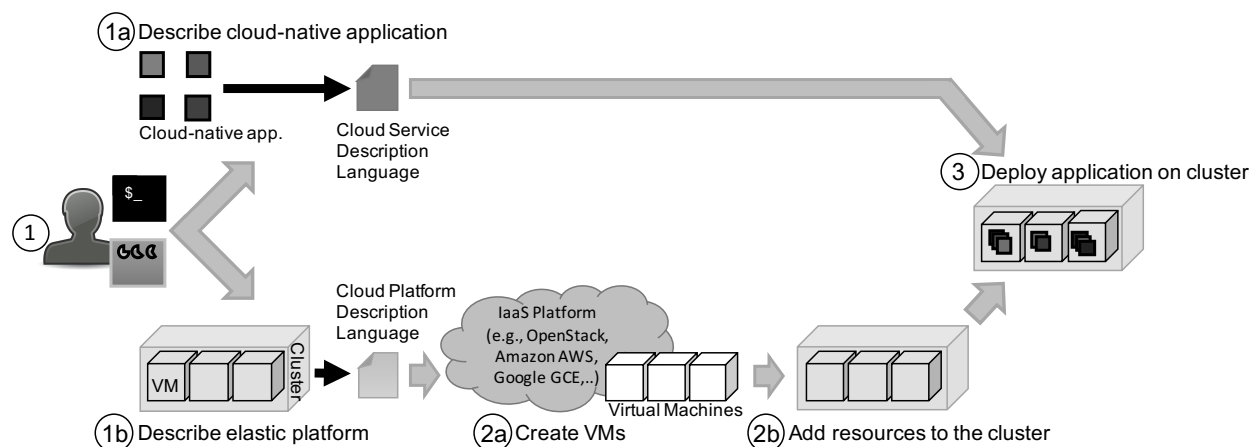 1a Describe cloud-native application
Cloud-native app.
Cloud Service
Description
Language
3 Deploy application on cluster
$_
1
Cloud Platform
Description
Language
IaaS Platform
(e.g., OpenStack,
Amazon AWS,
Google GCE,..)
VM
Cluster
Virtual Machines
1b Describe elastic platform
2a Create VMs
2b Add resources to the cluster